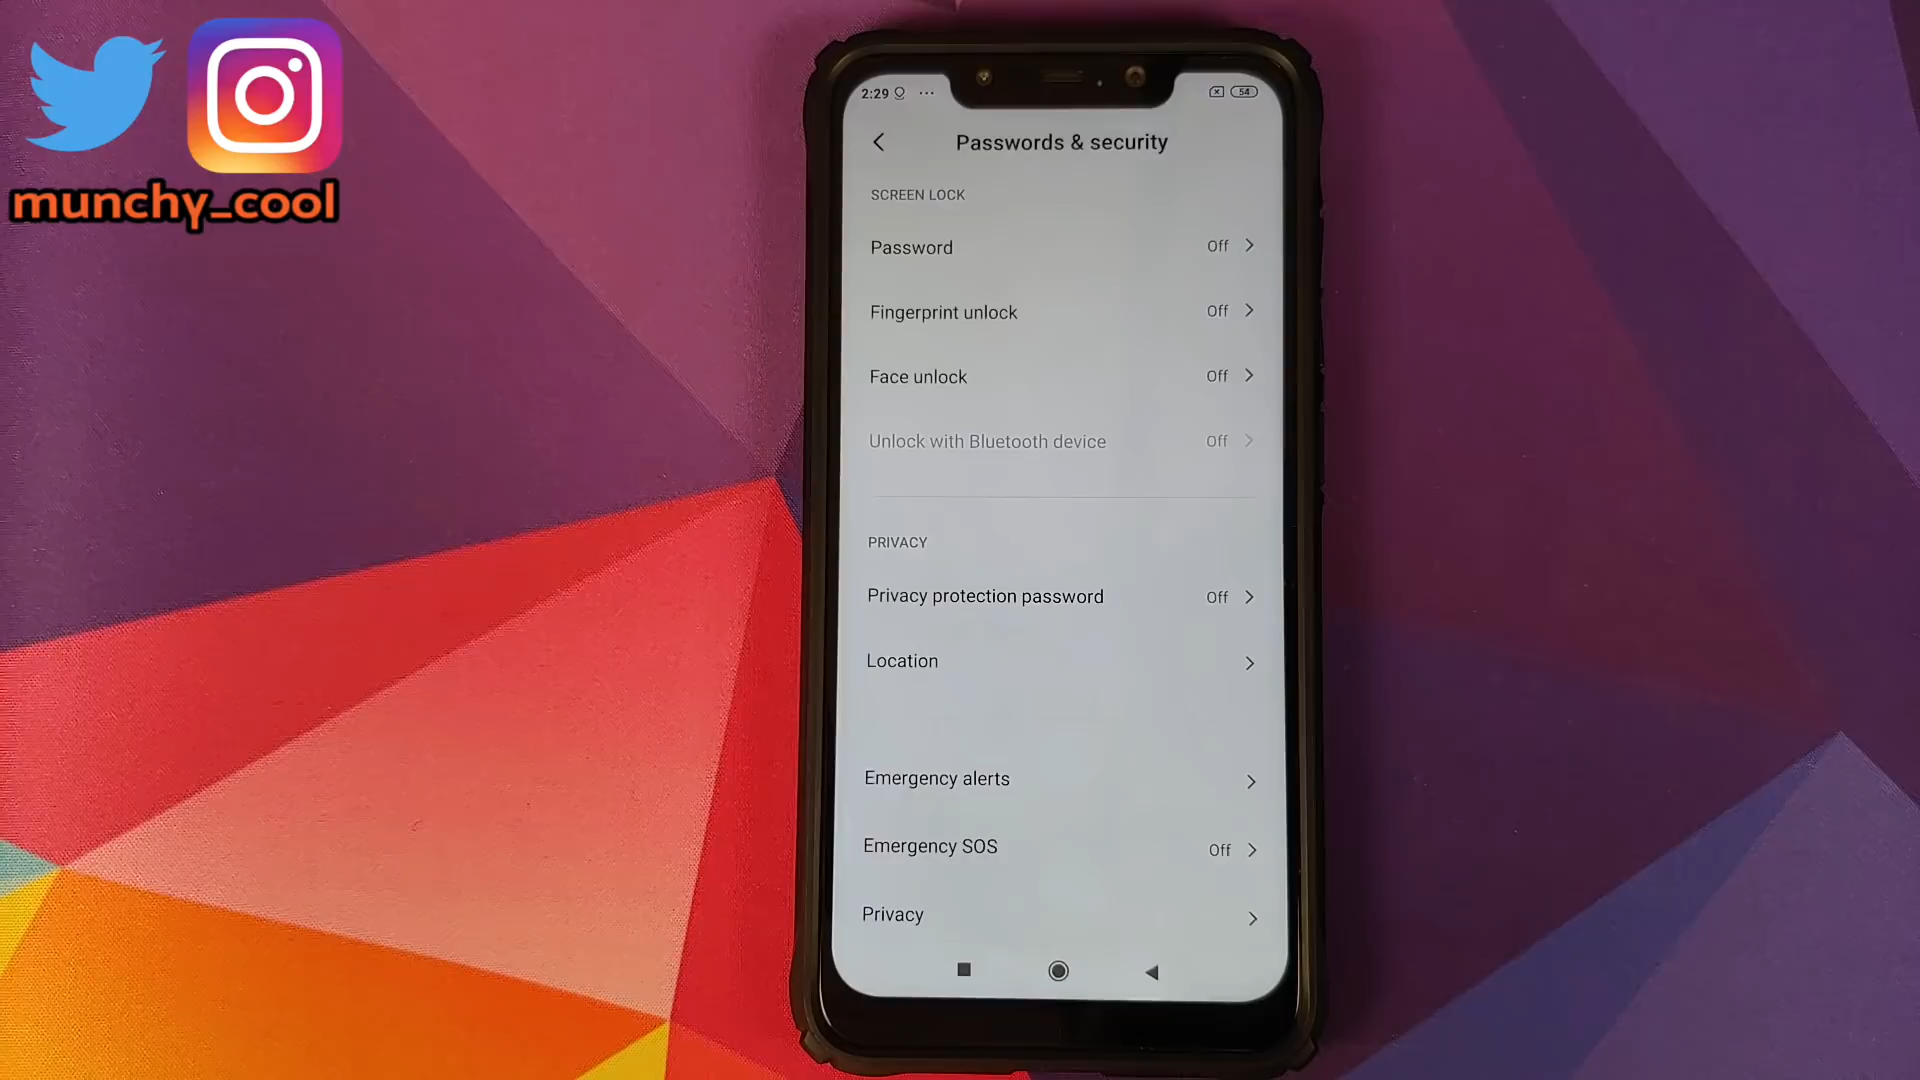 munchy_cool
2:29 ... 54
Passwords & security
SCREEN LOCK
Password Off
Fingerprint unlock Off
Face unlock Off
Unlock with Bluetooth device Off
PRIVACY
Privacy protection password Off
Location
Emergency alerts
Emergency SOS Off
Privacy